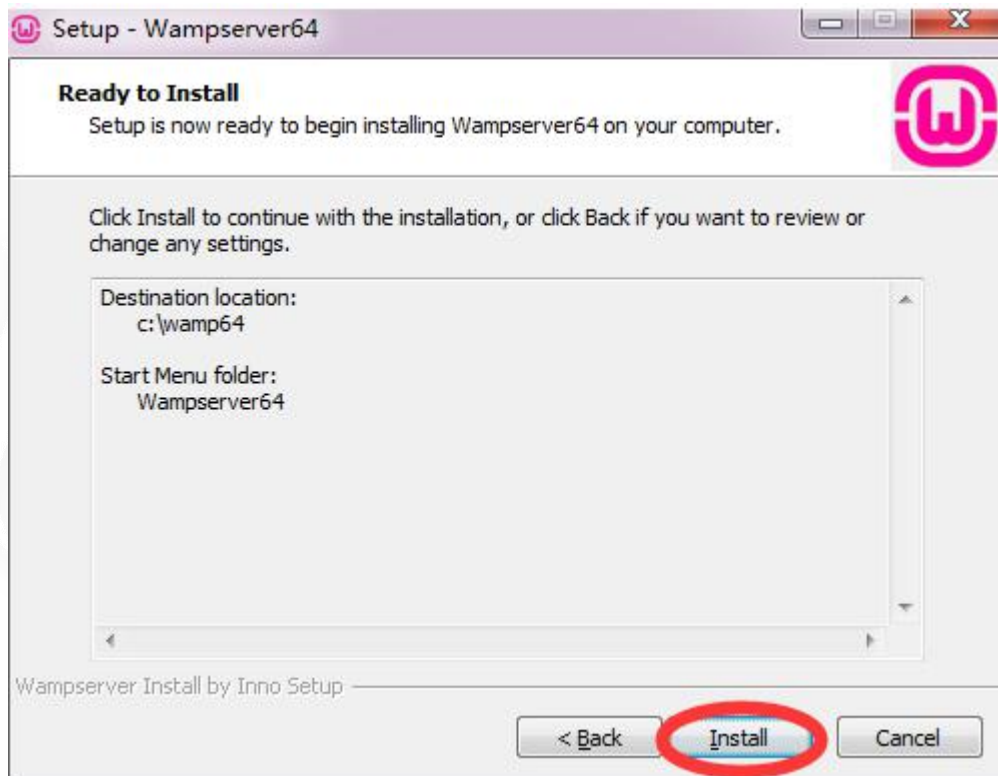 Setup - Wampserver64
Ready to Install
Setup is now ready to begin installing Wampserver64 on your computer.
Click Install to continue with the installation, or click Back if you want to review or
change any settings.
Destination location:
c:\wamp64
Start Menu folder:
Wampserver64
Wampserver Install by Inno Setup
< Back
Install
Cancel